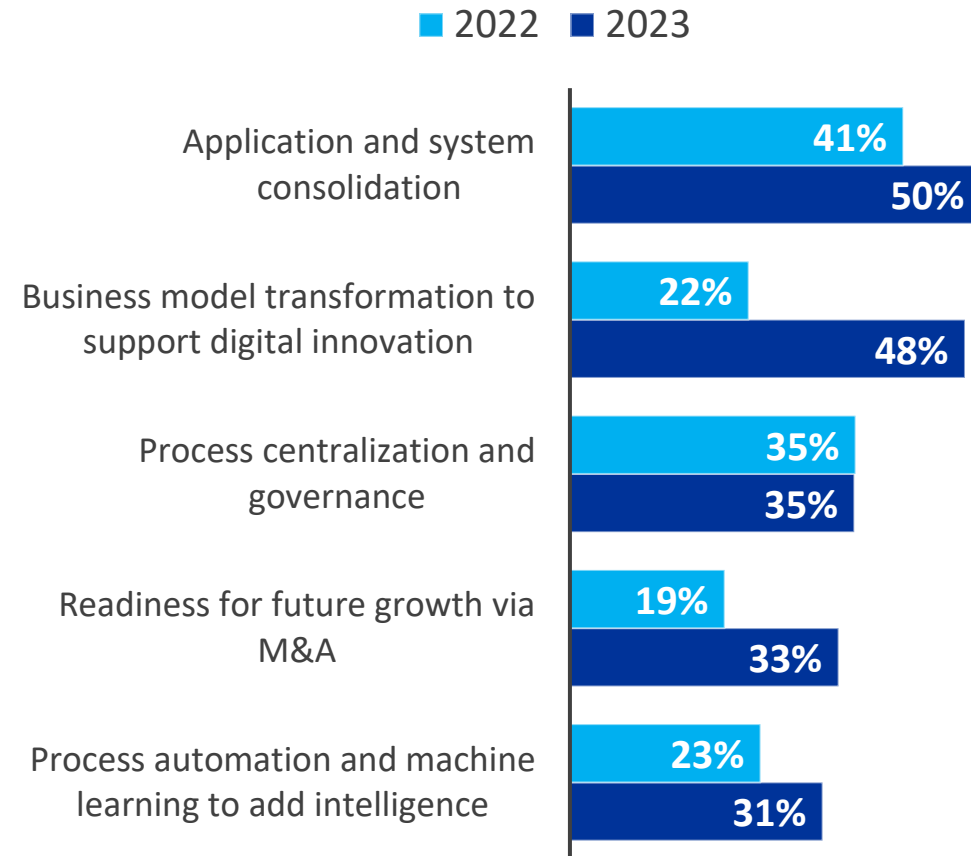 2022 2023
Application and system
consolidation
41%
50%
Business model transformation to
support digital innovation
22%
48%
Process centralization and
governance
35%
35%
Readiness for future growth via
M&A
19%
33%
Process automation and machine
learning to add intelligence
23%
31%